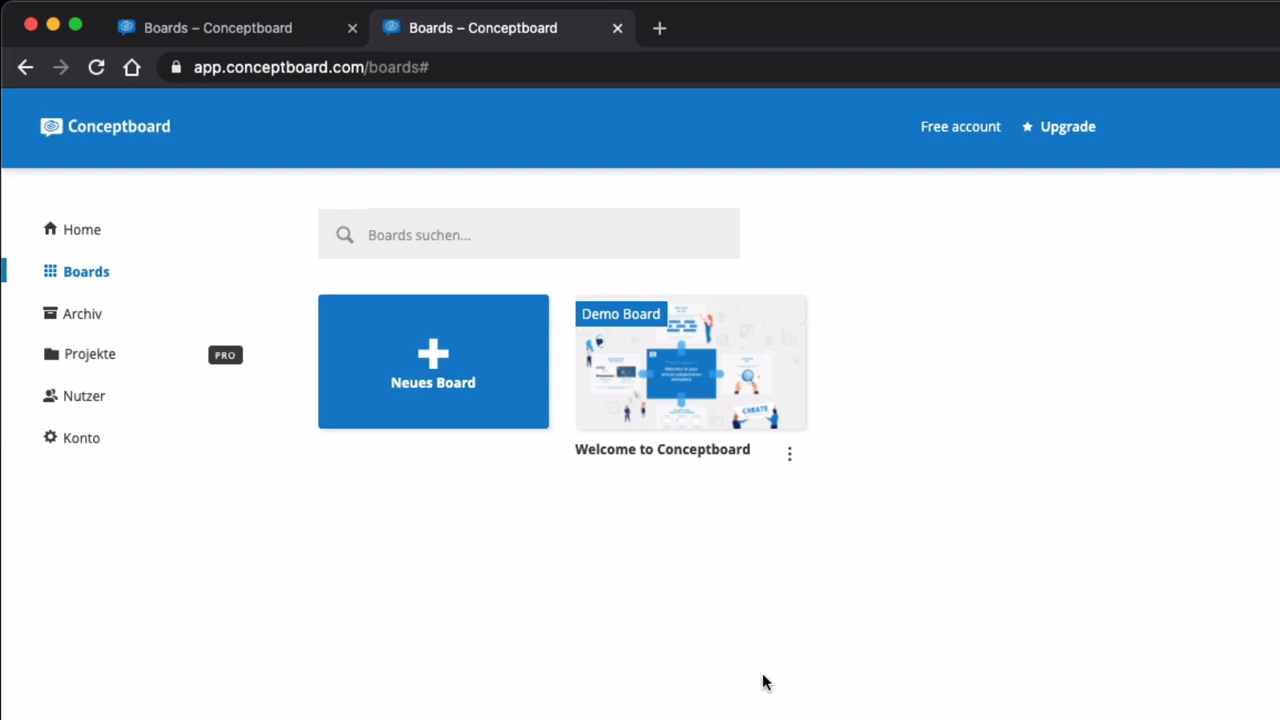 Boards – Conceptboard
Boards – Conceptboard
app.conceptboard.com/boards#
Conceptboard
Free account
Upgrade
Home
Boards
Archiv
Projekte
PRO
Nutzer
Konto
Boards suchen...
Neues Board
Demo Board
CREATE
Welcome to Conceptboard